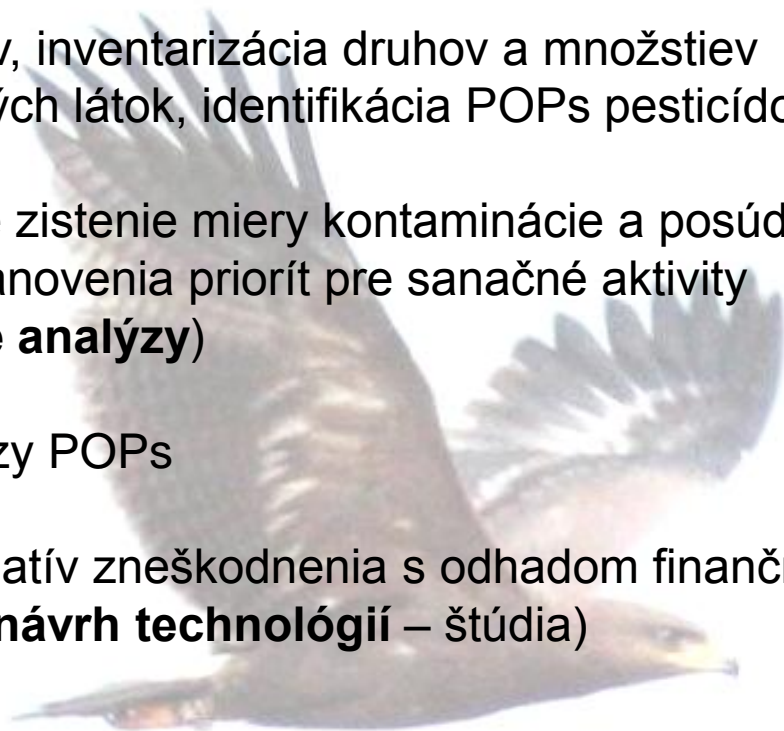 v, inventarizácia druhov a množstiev
ých látok, identifikácia POPs pesticído
zistenie miery kontaminácie a posúd
anovenia priorít pre sanačné aktivity
e analýzy)
zy POPs
atív zneškodnenia s odhadom finanč
návrh technológií – štúdia)